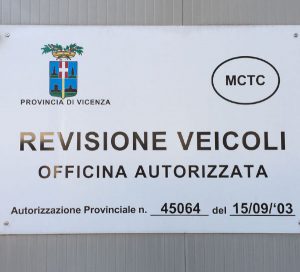 MCTC
PROVINCIA DI VICENZA
REVISIONE VEICOLI
OFFICINA AUTORIZZATA
Autorizzazione Provinciale n. 45064 del 15/09/'03